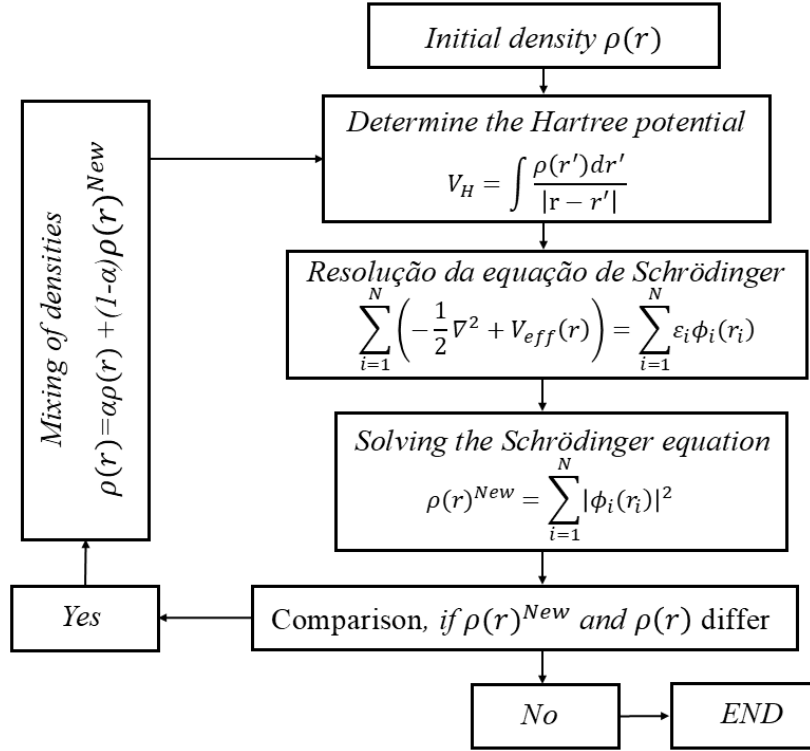 Initial density ρ(r)
Determine the Hartree potential
V_H = ∫ ρ(r′)dr′ / |r − r′|
Resolução da equação de Schrödinger
∑_{i=1}^{N} (−1/2 ∇² + V_{eff}(r)) = ∑_{i=1}^{N} ε_i ϕ_i(r_i)
Solving the Schrödinger equation
ρ(r)^{New} = ∑_{i=1}^{N} |ϕ_i(r_i)|²
Comparison, if ρ(r)^{New} and ρ(r) differ
Yes
Mixing of densities
ρ(r)=αρ(r) +(1-α)ρ(r)^{New}
No
END